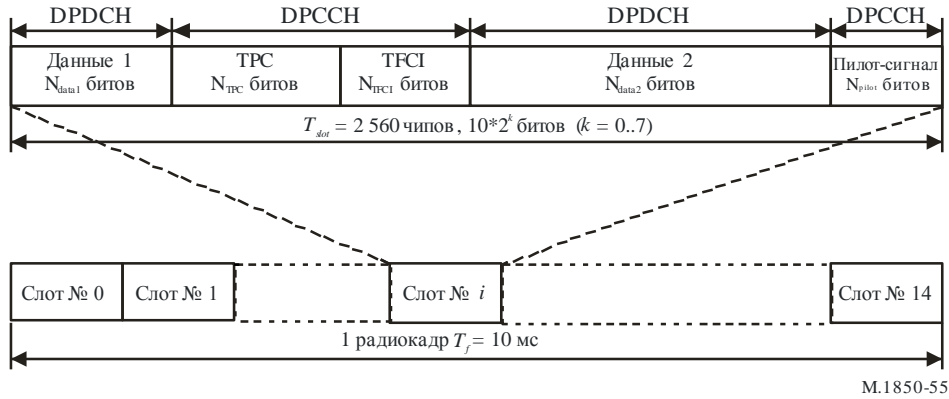 DPDCH DPCCH DPDCH DPCCH
Данные 1 TPC TFCI Данные 2 Пилот-сигнал
N_data1 битов N_TPC битов N_TFCI битов N_data2 битов N_pilot битов
T_slot = 2 560 чипов, 10*2^k битов (k = 0..7)
Слот № 0 Слот № 1 Слот № i Слот № 14
1 радиокадр T_f = 10 мс
M.1850-55